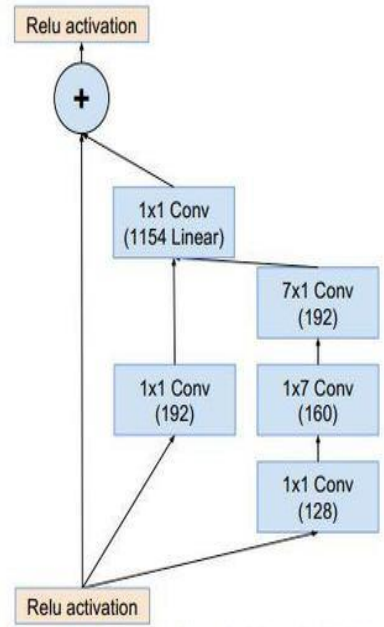 Relu activation
+
1x1 Conv
(1154 Linear)
7x1 Conv
(192)
1x1 Conv
(192)
1x7 Conv
(160)
1x1 Conv
(128)
Relu activation